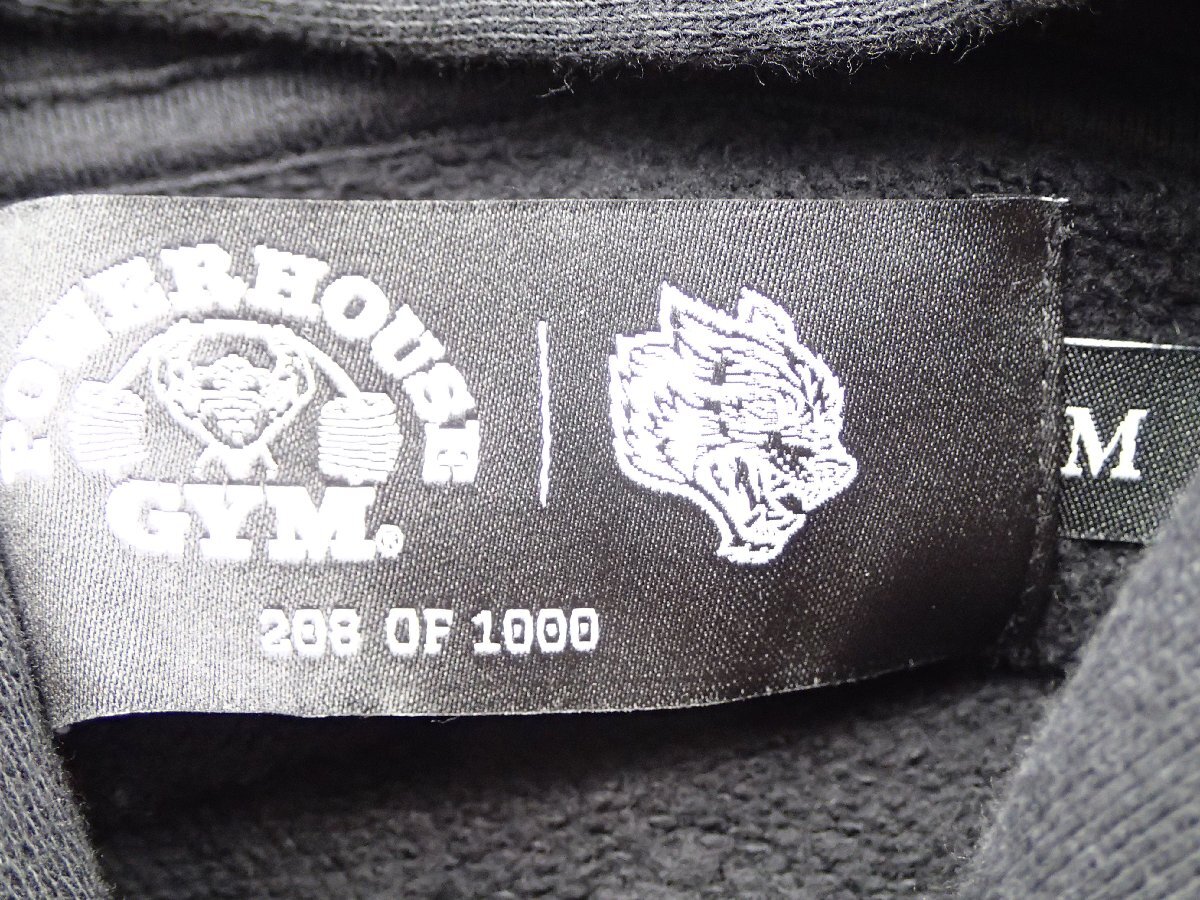 POWERHOUSE
GYM®
208 OF 1000
M